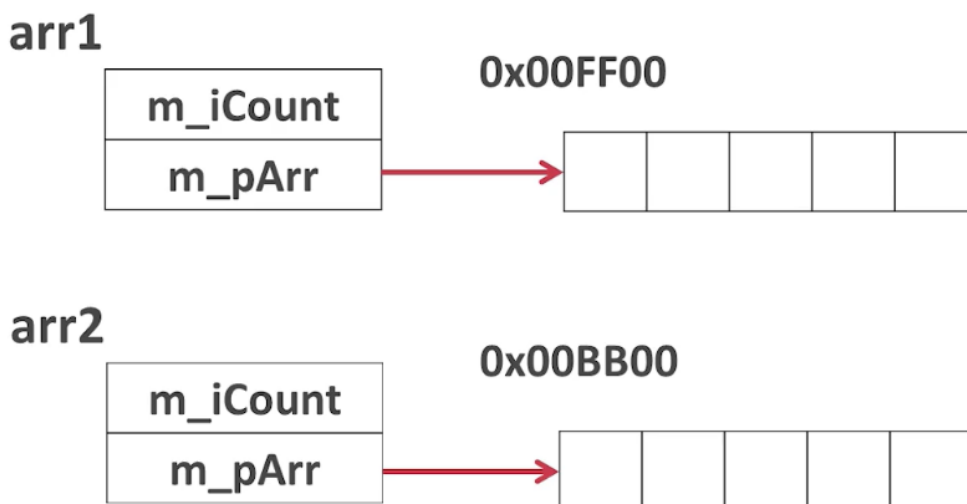 arr1
0x00FF00
m_iCount
m_pArr
arr2
0x00BB00
m_iCount
m_pArr